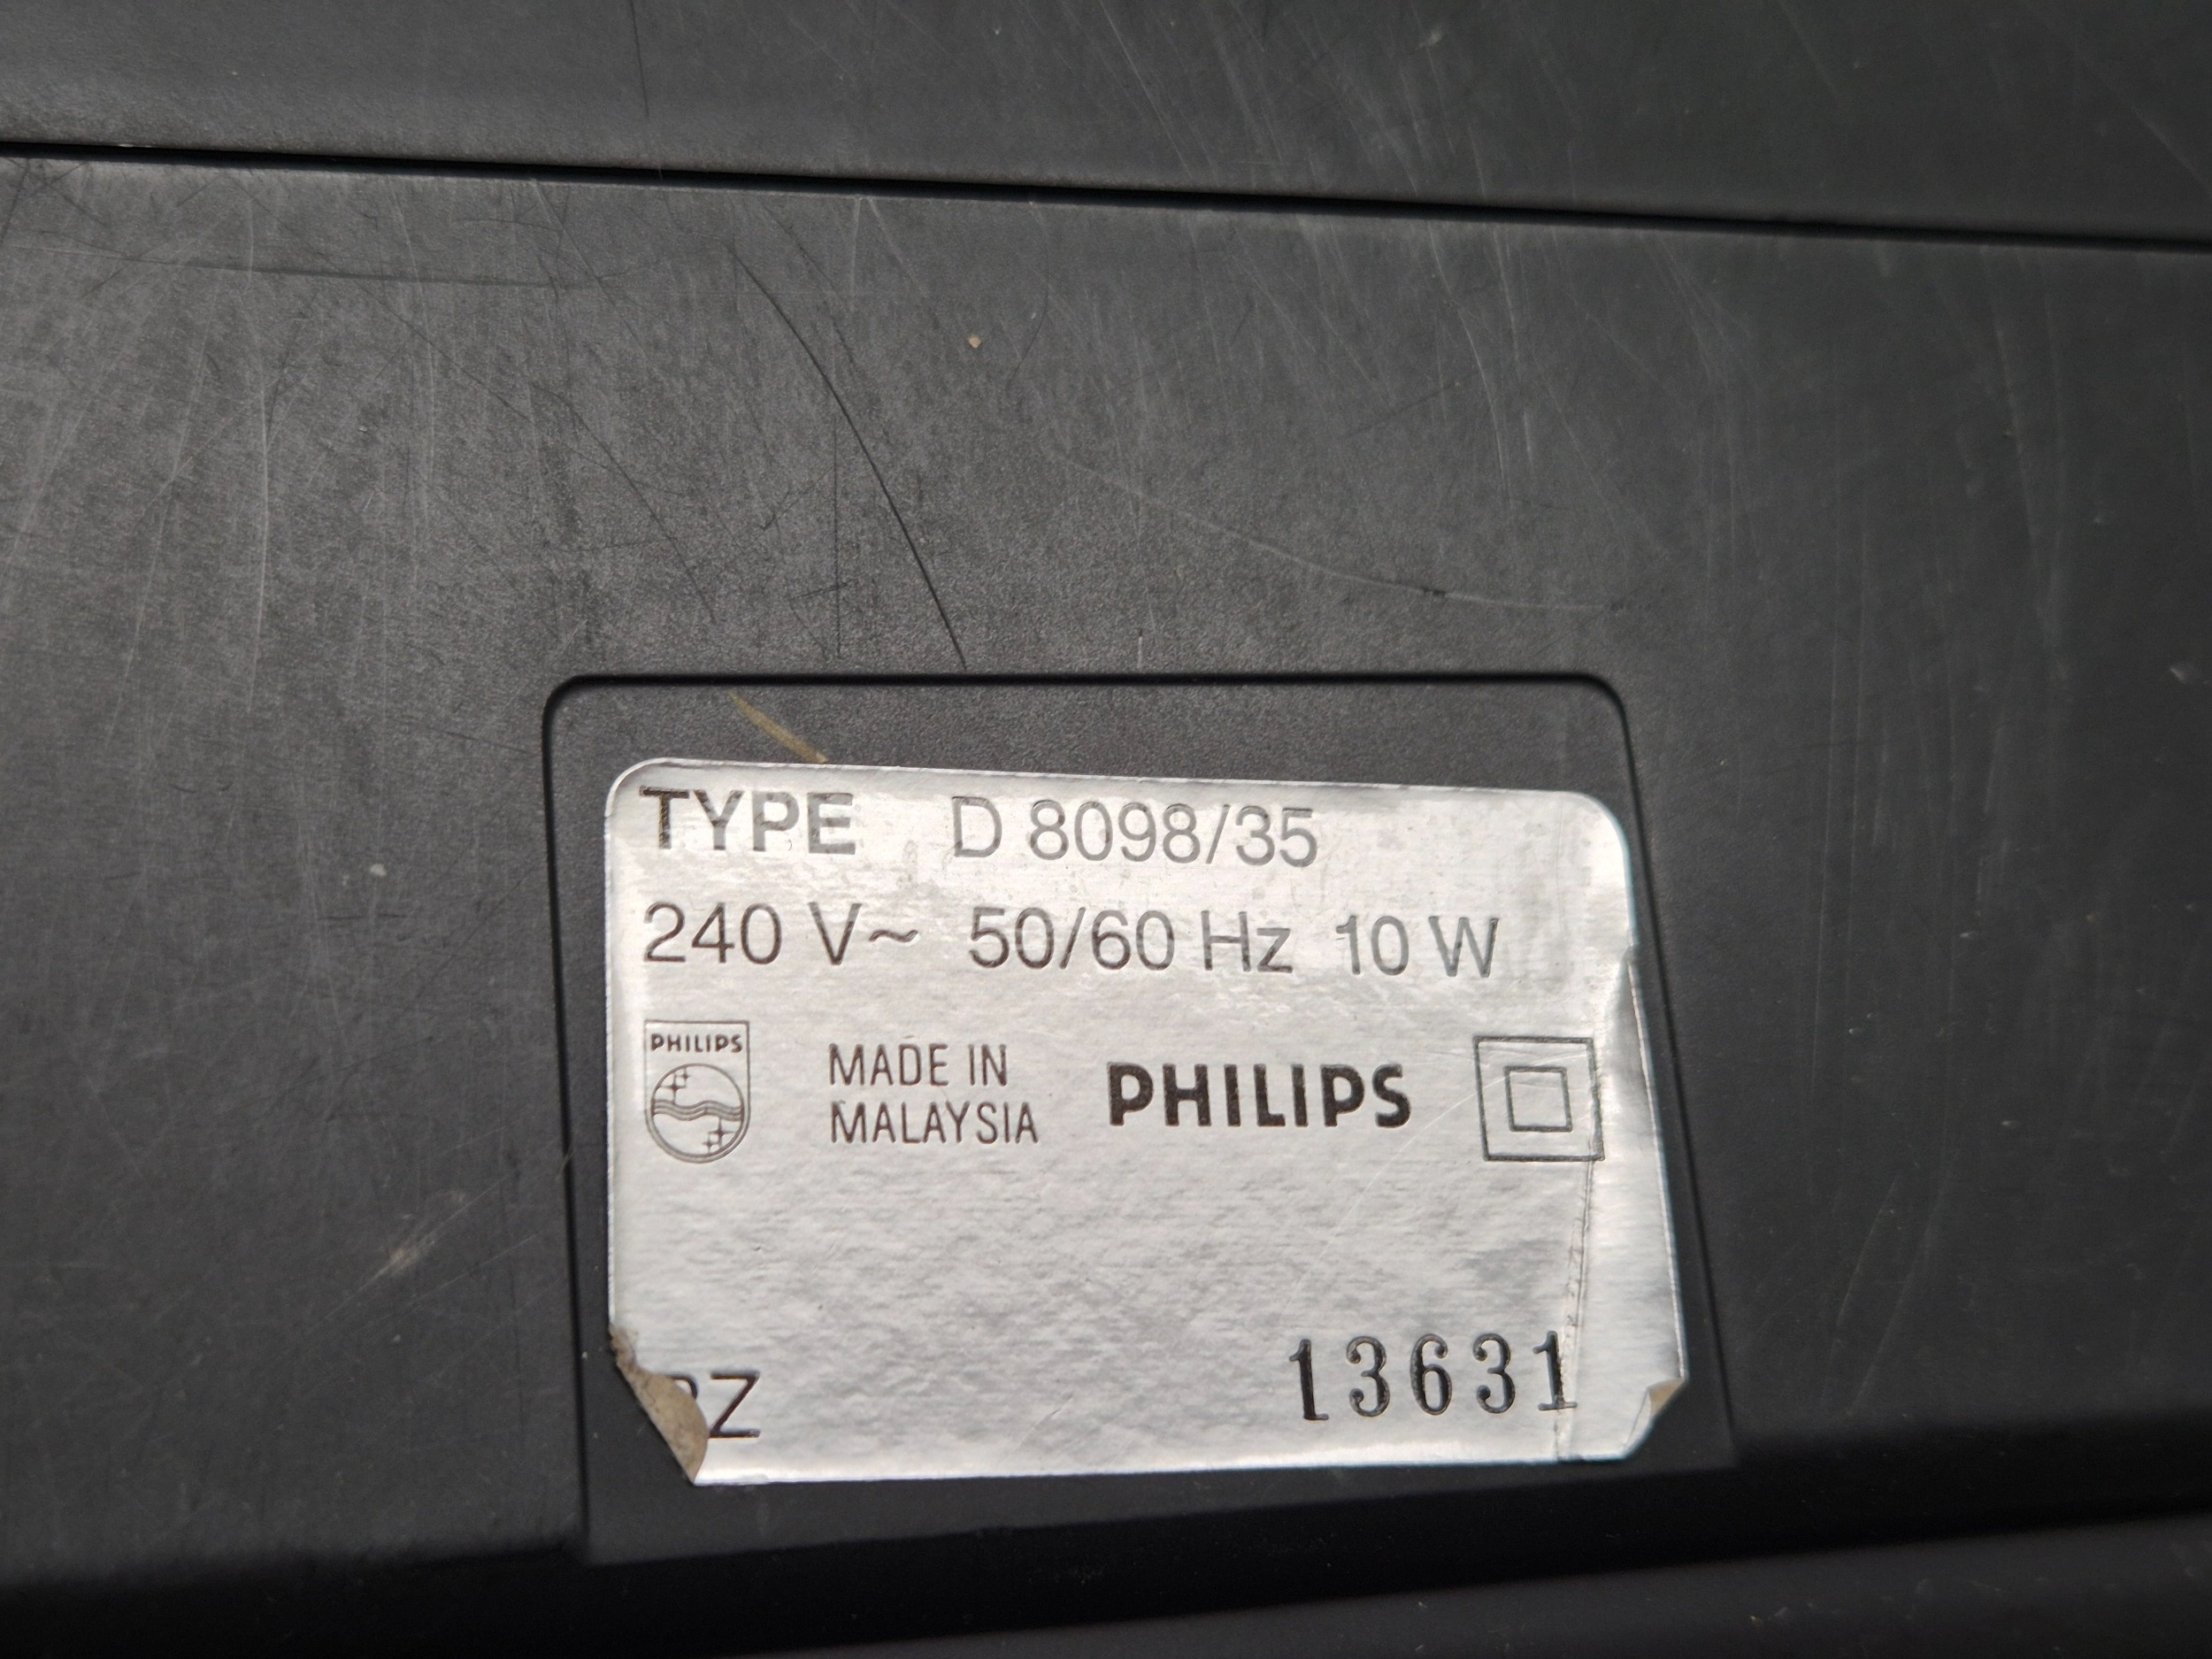 TYPE D 8098/35
240 V~ 50/60 Hz 10 W
PHILIPS
MADE IN
MALAYSIA
PHILIPS
Z
13631